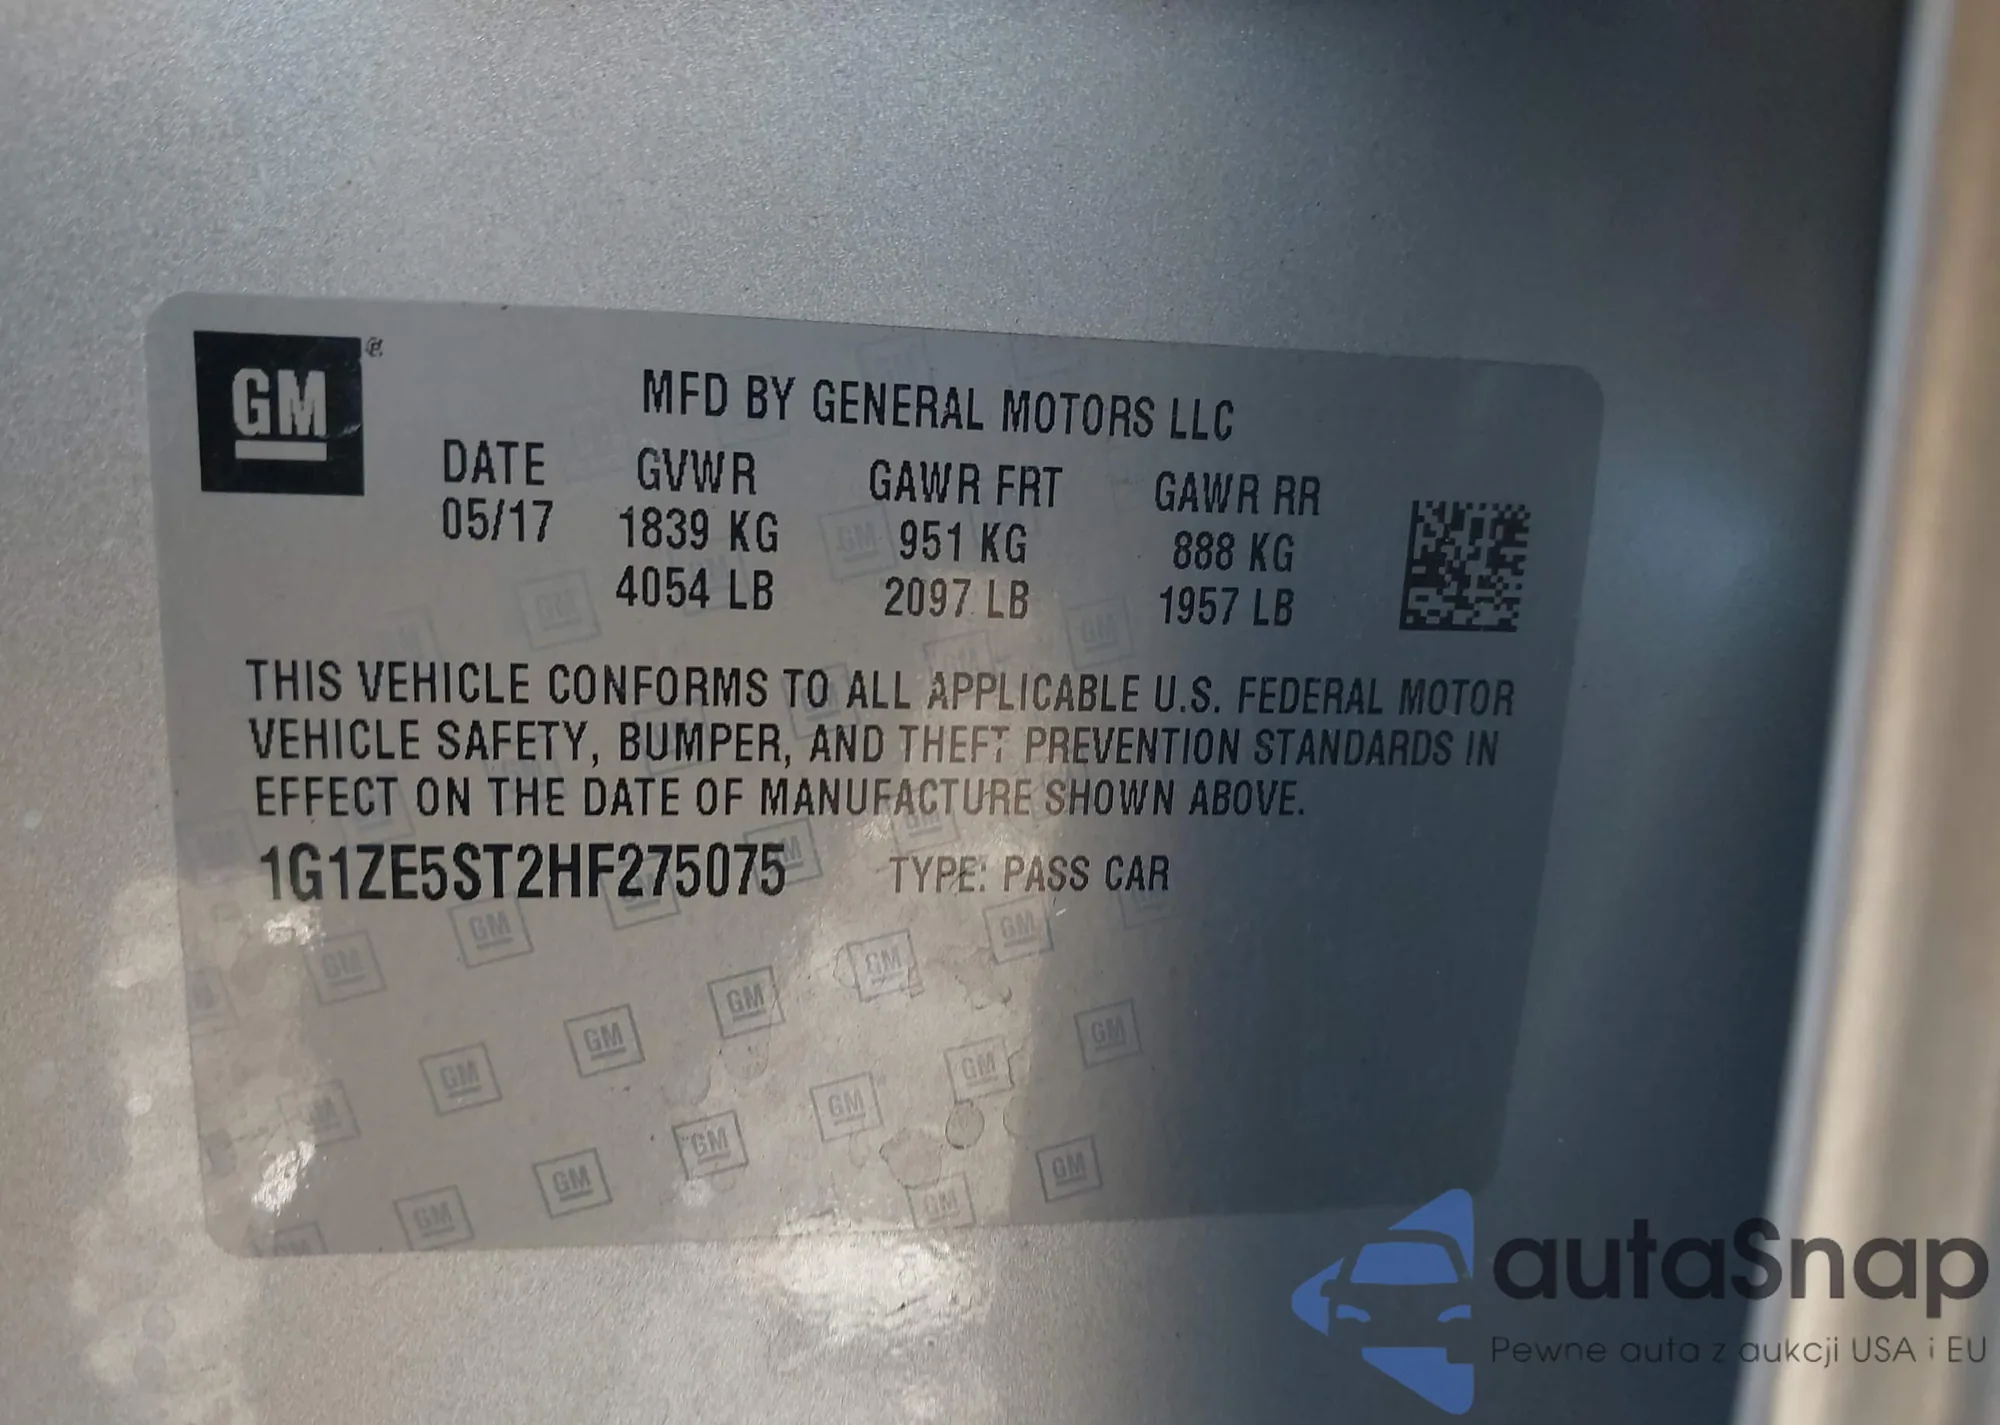 GM
MFD BY GENERAL MOTORS LLC
DATE GVWR GAWR FRT GAWR RR
05/17 1839 KG 951 KG 888 KG
4054 LB 2097 LB 1957 LB
THIS VEHICLE CONFORMS TO ALL APPLICABLE U.S. FEDERAL MOTOR
VEHICLE SAFETY, BUMPER, AND THEFT PREVENTION STANDARDS IN
EFFECT ON THE DATE OF MANUFACTURE SHOWN ABOVE.
1G1ZE5ST2HF275075 TYPE: PASS CAR
autaSnap
Pewne auta z aukcji USA i EU